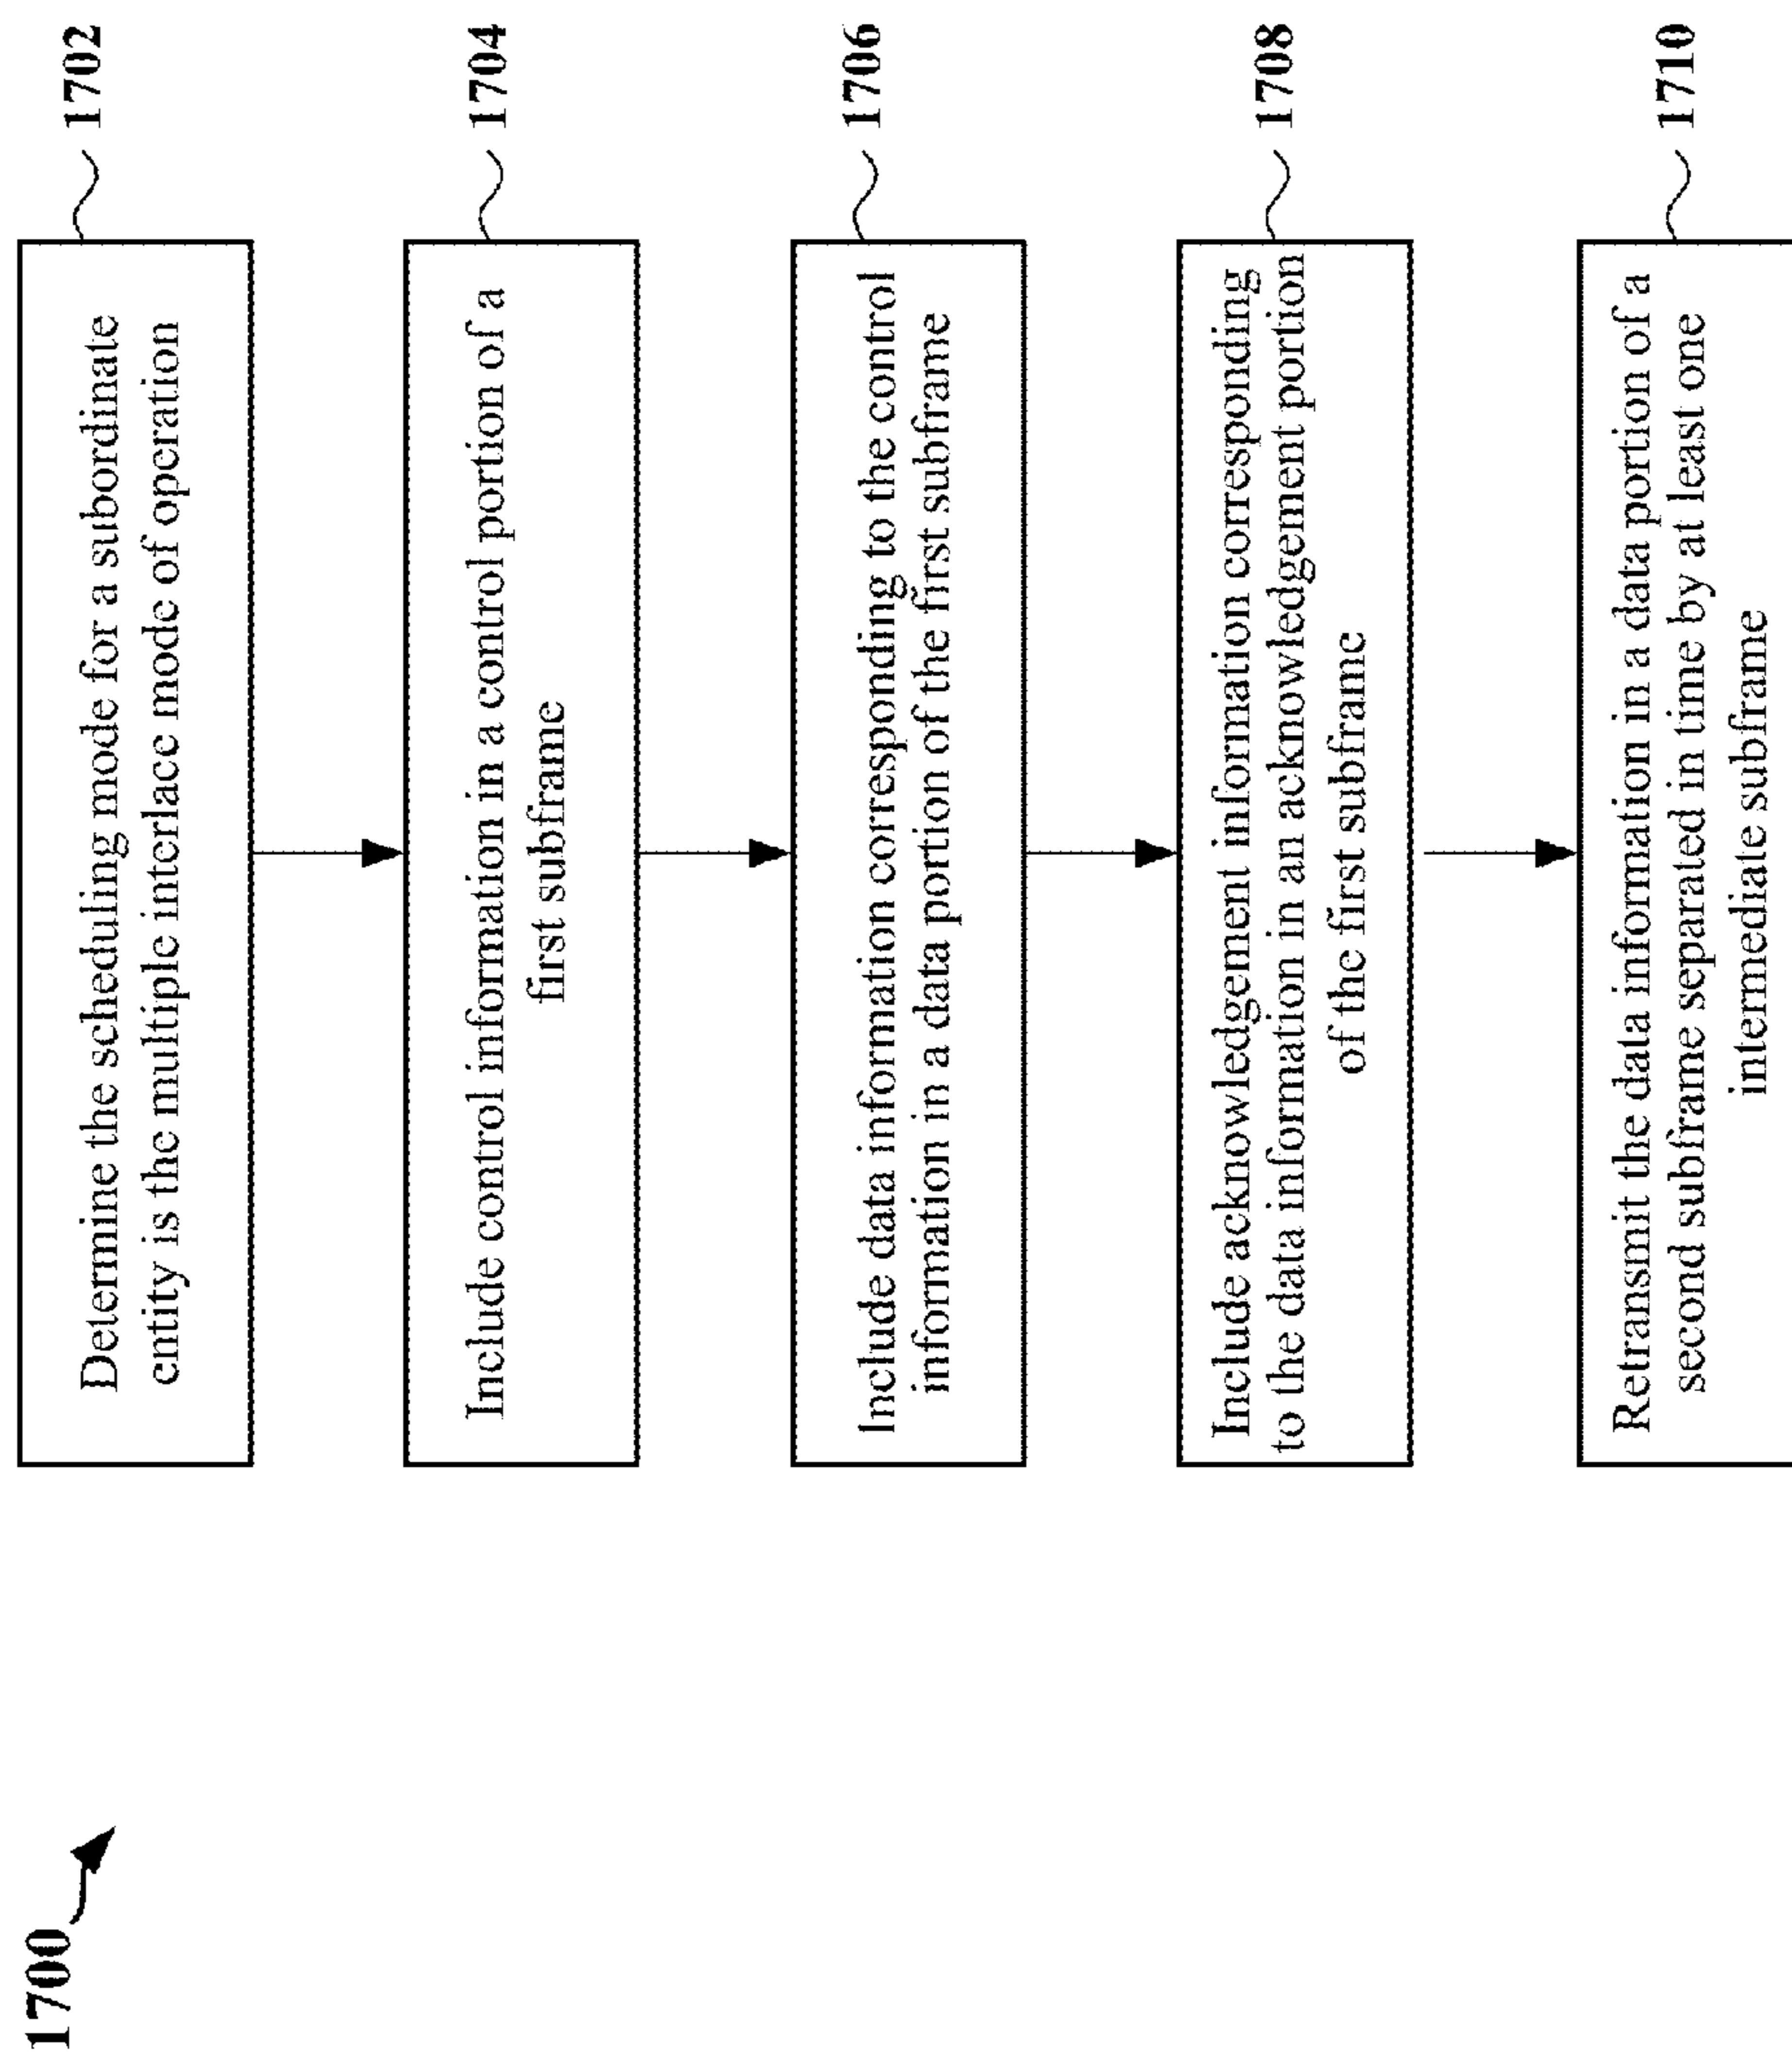 1700
Determine the scheduling mode for a subordinate
entity is the multiple interlace mode of operation
1702
Include control information in a control portion of a
first subframe
1704
Include data information corresponding to the control
information in a data portion of the first subframe
1706
Include acknowledgement information corresponding
to the data information in an acknowledgement portion
of the first subframe
1708
Retransmit the data information in a data portion of a
second subframe separated in time by at least one
intermediate subframe
1710